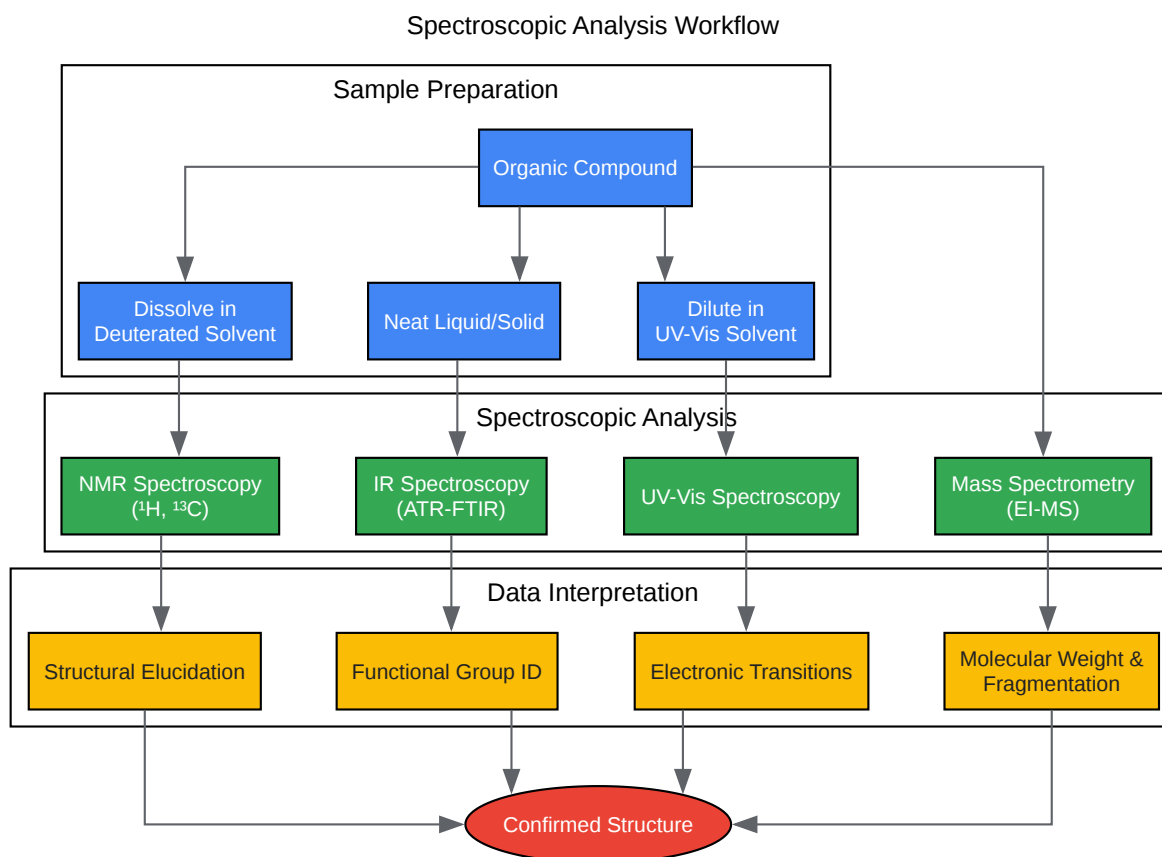 Spectroscopic Analysis Workflow
Sample Preparation
Organic Compound
Dissolve in
Deuterated Solvent
Neat Liquid/Solid
Dilute in
UV-Vis Solvent
Spectroscopic Analysis
NMR Spectroscopy
(¹H, ¹³C)
IR Spectroscopy
(ATR-FTIR)
UV-Vis Spectroscopy
Mass Spectrometry
(EI-MS)
Data Interpretation
Structural Elucidation
Functional Group ID
Electronic Transitions
Molecular Weight &
Fragmentation
Confirmed Structure